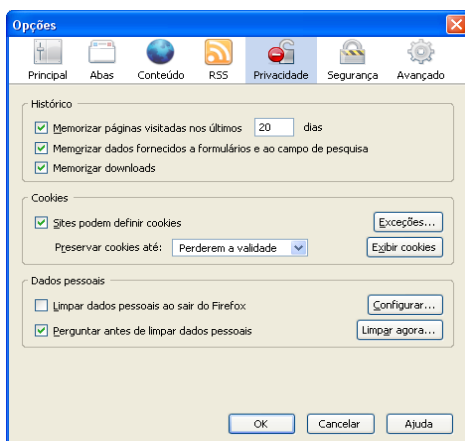 Opções
Principal Abas Conteúdo RSS Privacidade Segurança Avançado
Histórico
Memorizar páginas visitadas nos últimos 20 dias
Memorizar dados fornecidos a formulários e ao campo de pesquisa
Memorizar downloads
Cookies
Sites podem definir cookies Exceções...
Preservar cookies até: Perderem a validade Exibir cookies
Dados pessoais
Limpar dados pessoais ao sair do Firefox Configurar...
Perguntar antes de limpar dados pessoais Limpar agora...
OK Cancelar Ajuda